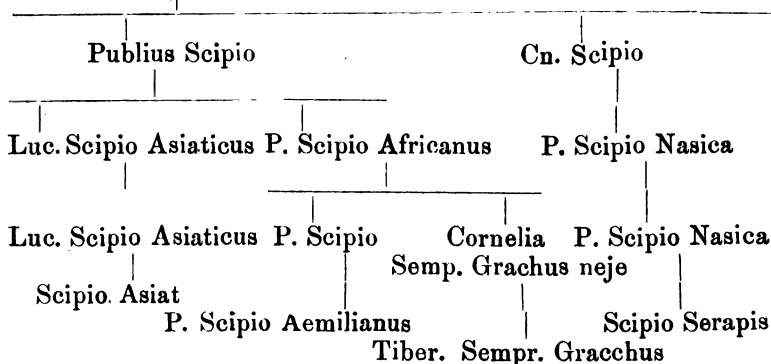 Publius Scipio Cn. Scipio
Luc. Scipio Asiaticus P. Scipio Africanus P. Scipio Nasica
Luc. Scipio Asiaticus P. Scipio Cornelia P. Scipio Nasica
Semp. Grachus neje
Scipio. Asiat
P. Scipio Aemilianus Scipio Serapis
Tiber. Sempr. Gracchus